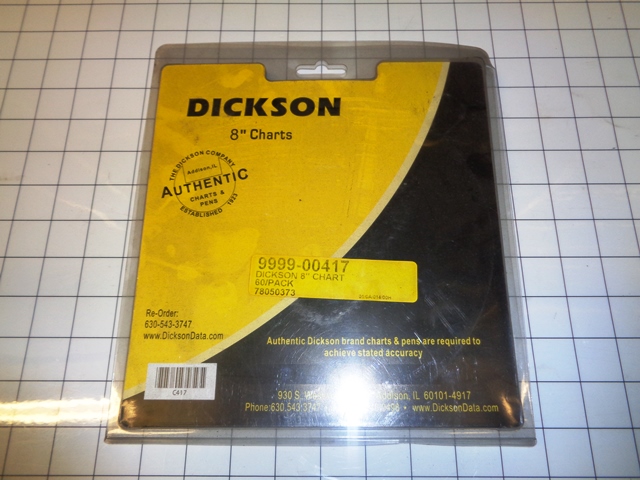 DICKSON
8" Charts
THE DICKSON COMPANY
Addison, IL
AUTHENTIC
CHARTS &
PENS
ESTABLISHED 1923
9999-00417
DICKSON 8" CHART
60/PACK
78050373
Re-Order:
630-543-3747
www.DicksonData.com
Authentic Dickson brand charts & pens are required to
achieve stated accuracy
C417
930 S. Addison, IL 60101-4917
Phone:630.543.3747 • www.DicksonData.com